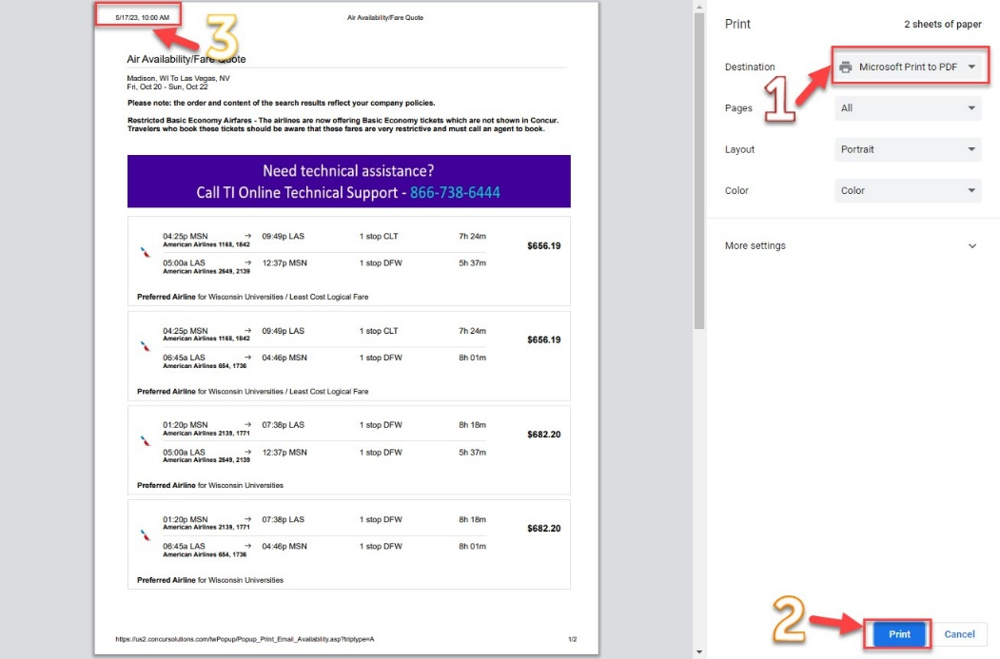 5/17/23, 10:00 AM
Air Availability/Fare Quote
3
Air Availability/Fare Quote
Madison, WI To Las Vegas, NV
Fri, Oct 20 - Sun, Oct 22
Please note: the order and content of the search results reflect your company policies.
Restricted Basic Economy Airfares - The airlines are now offering Basic Economy tickets which are not shown in Concur.
Travelers who book these tickets should be aware that these fares are very restrictive and must call an agent to book.
Need technical assistance?
Call TI Online Technical Support - 866-738-6444
04:25p MSN → 09:49p LAS 1 stop CLT 7h 24m
American Airlines 1168, 1842
$656.19
05:00a LAS → 12:37p MSN 1 stop DFW 5h 37m
American Airlines 2649, 2139
Preferred Airline for Wisconsin Universities / Least Cost Logical Fare
04:25p MSN → 09:49p LAS 1 stop CLT 7h 24m
American Airlines 1168, 1842
$656.19
06:45a LAS → 04:46p MSN 1 stop DFW 8h 01m
American Airlines 654, 1736
Preferred Airline for Wisconsin Universities / Least Cost Logical Fare
01:20p MSN → 07:38p LAS 1 stop DFW 8h 18m
American Airlines 2139, 1771
$682.20
05:00a LAS → 12:37p MSN 1 stop DFW 5h 37m
American Airlines 2649, 2139
Preferred Airline for Wisconsin Universities
01:20p MSN → 07:38p LAS 1 stop DFW 8h 18m
American Airlines 2139, 1771
$682.20
06:45a LAS → 04:46p MSN 1 stop DFW 8h 01m
American Airlines 654, 1736
Preferred Airline for Wisconsin Universities
https://us2.concursolutions.com/twPopup/Popup_Print_Email_Availability.asp?triptype=A
1/2
Print
2 sheets of paper
Destination
Microsoft Print to PDF
1
Pages
All
Layout
Portrait
Color
Color
More settings
2
Print
Cancel